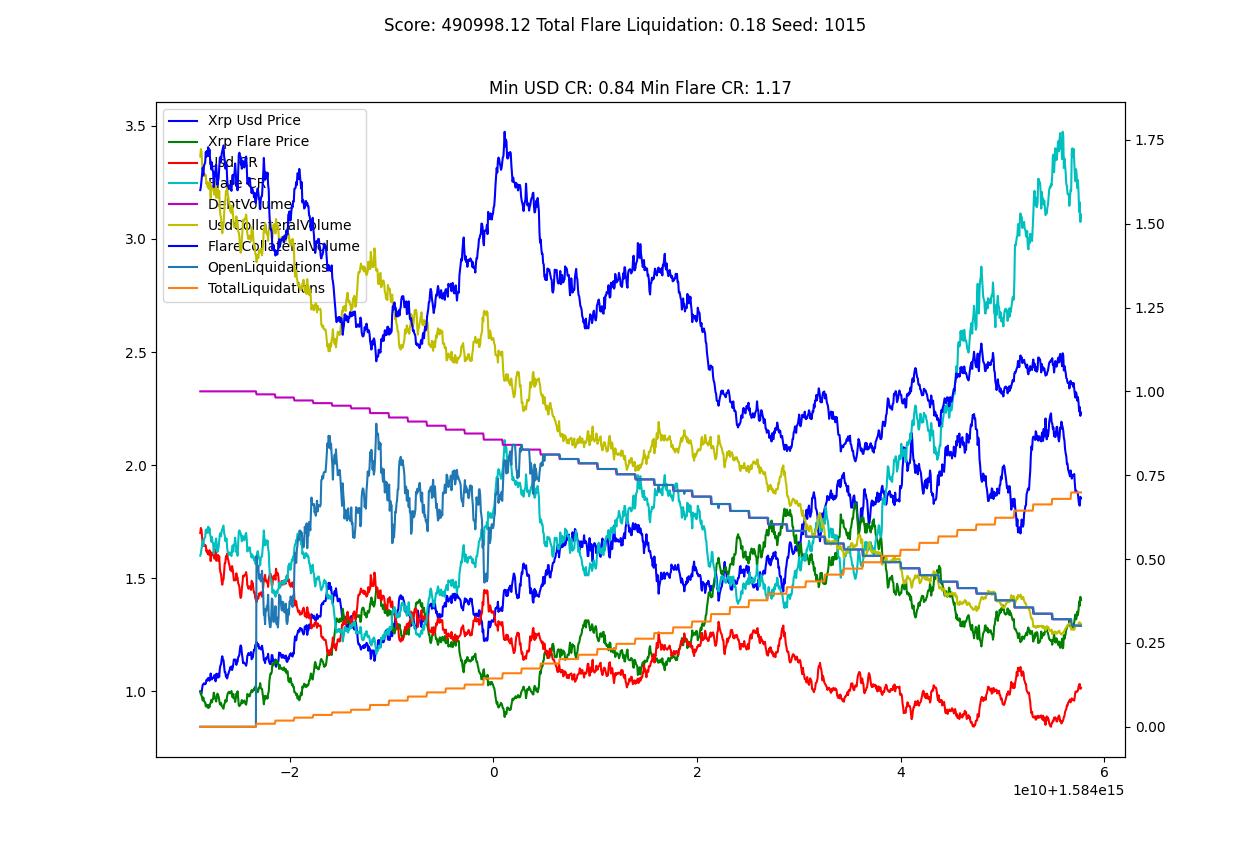 Score: 490998.12 Total Flare Liquidation: 0.18 Seed: 1015
Min USD CR: 0.84 Min Flare CR: 1.17
Xrp Usd Price
Xrp Flare Price
Usd CR
Flare CR
DebtVolume
UsdCollateralVolume
FlareCollateralVolume
OpenLiquidations
TotalLiquidations
3.5
3.0
2.5
2.0
1.5
1.0
1.75
1.50
1.25
1.00
0.75
0.50
0.25
0.00
−2
0
2
4
6
1e10+1.584e15